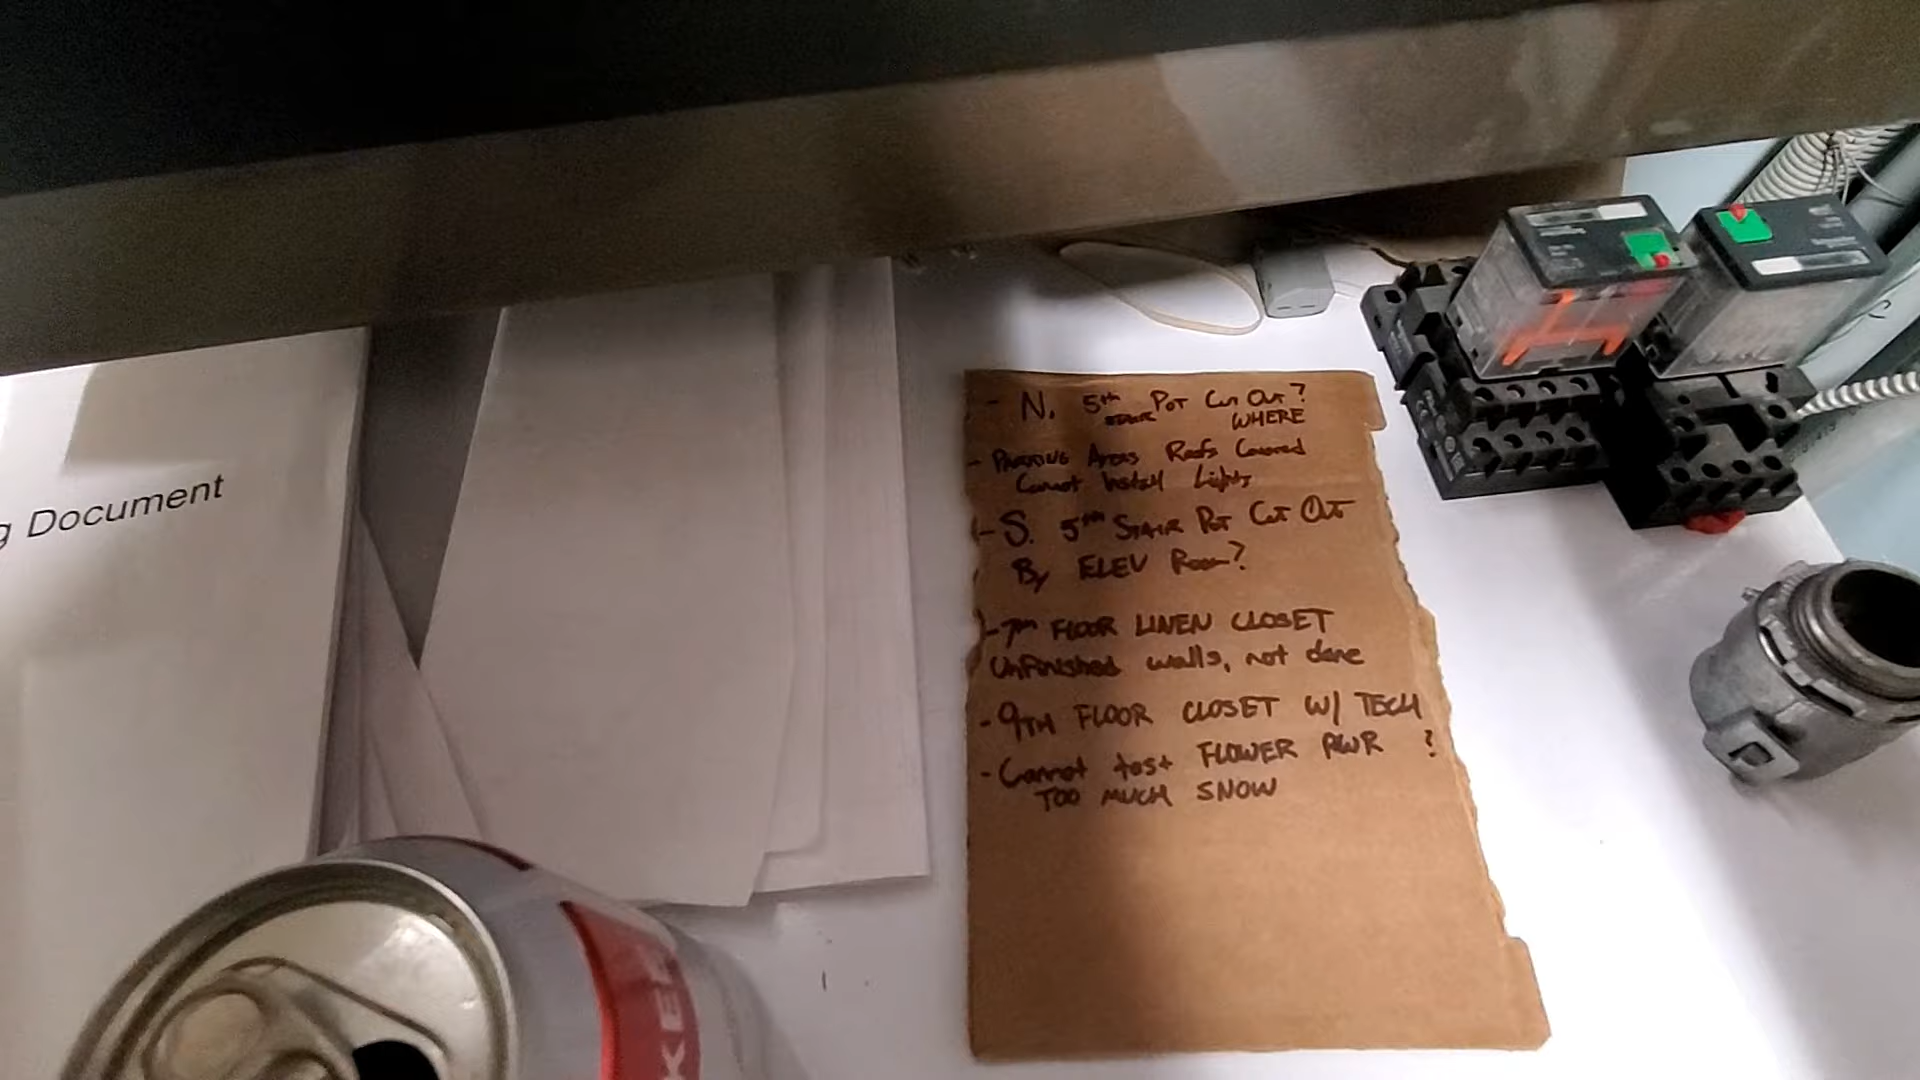 g Document
- N. 5th Pot Cut Out?
WHERE
- Parking Areas Roofs Covered
Cannot Install Lights
- S. 5th STAIR Pot Cut Out
By ELEV Room?
- 7th FLOOR LINEN CLOSET
Unfinished walls, not done
- 9TH FLOOR CLOSET W/ TECH
- Cannot test FLOWER PWR ?
TOO MUCH SNOW
KE